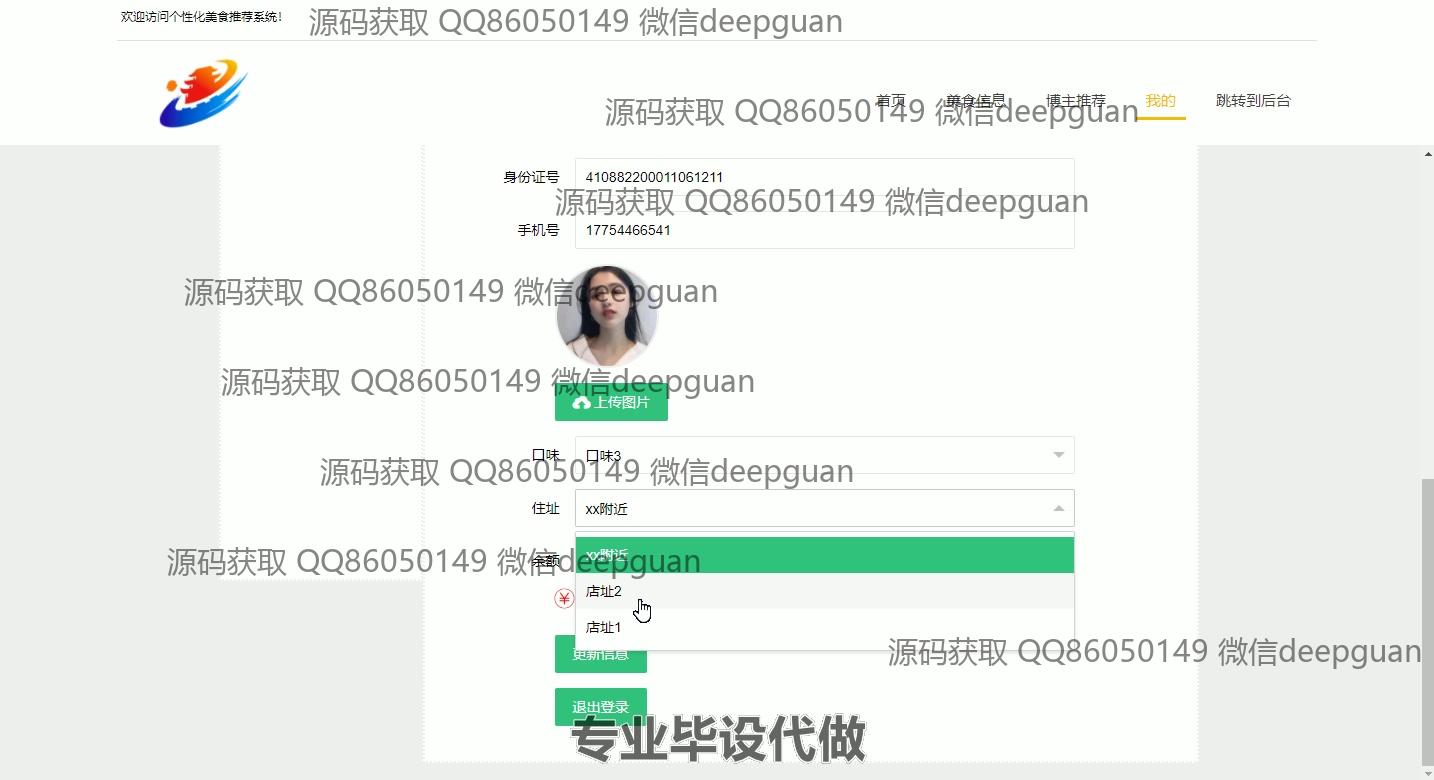 欢迎访问个性化美食推荐系统！
源码获取 QQ86050149 微信deepguan
首页 美食信息 博主推荐 我的 跳转到后台
源码获取 QQ86050149 微信deepguan
身份证号 410882200011061211
源码获取 QQ86050149 微信deepguan
手机号 17754466541
源码获取 QQ86050149 微信deepguan
源码获取 QQ86050149 微信deepguan
上传图片
口味 口味3
源码获取 QQ86050149 微信deepguan
住址 xx附近
余额 xx附近
源码获取 QQ86050149 微信deepguan
店址2
店址1
更新信息
源码获取 QQ86050149 微信deepguan
退出登录
专业毕设代做